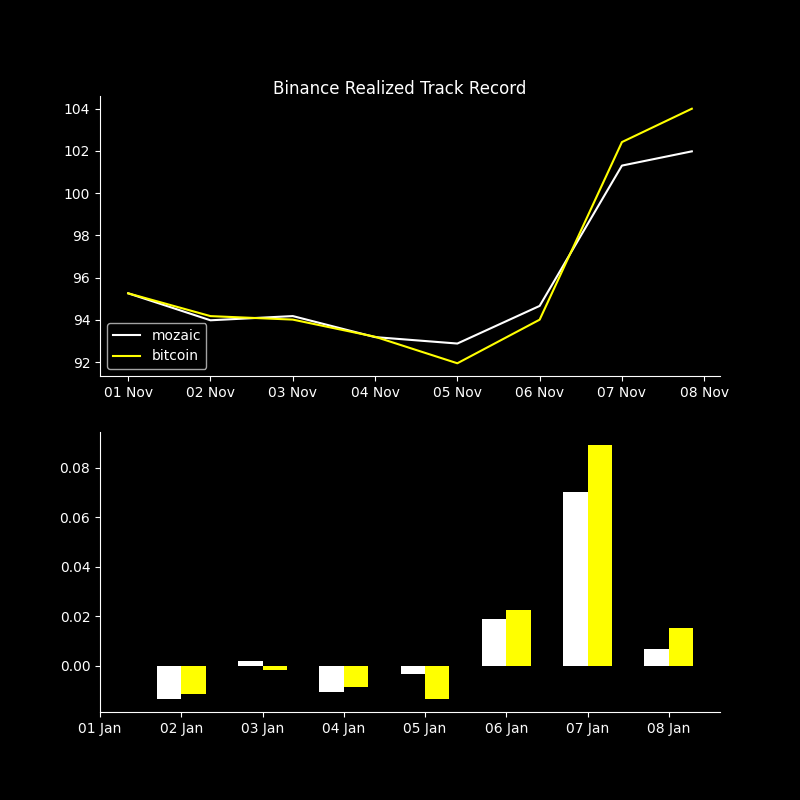 Binance Realized Track Record
104
102
100
98
96
94
92
mozaic
bitcoin
01 Nov 02 Nov 03 Nov 04 Nov 05 Nov 06 Nov 07 Nov 08 Nov
0.08
0.06
0.04
0.02
0.00
01 Jan 02 Jan 03 Jan 04 Jan 05 Jan 06 Jan 07 Jan 08 Jan